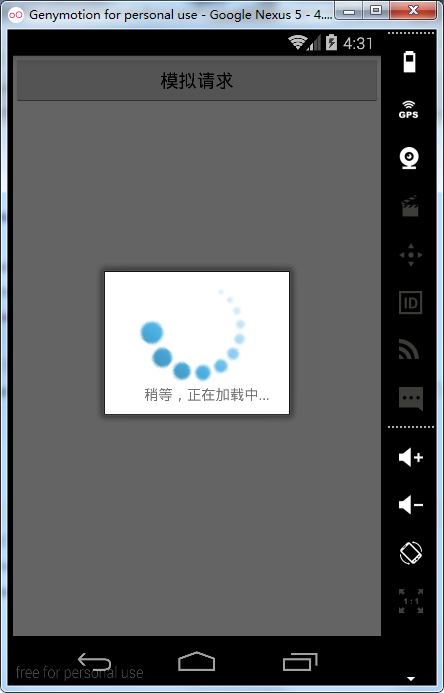 Genymotion for personal use - Google Nexus 5 - 4....
4:31
模拟请求
GPS
ID
稍等，正在加载中...
1:1
free for personal use